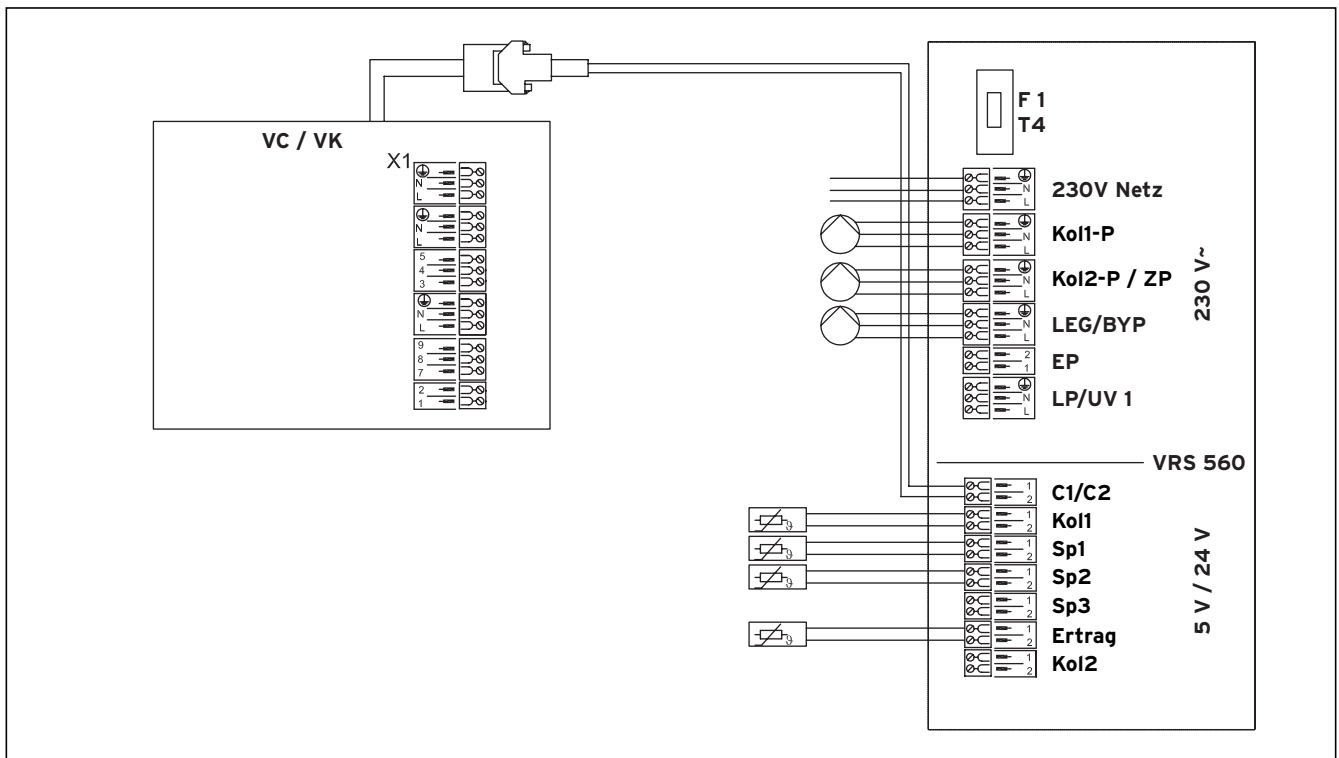 VC / VK
X1
N
L
N
L
5
4
3
N
L
9
8
7
2
1
F 1
T4
N
L
230V Netz
N
L
Kol1-P
N
L
Kol2-P / ZP
N
L
LEG/BYP
2
1
EP
N
L
LP/UV 1
230 V~
VRS 560
1
2
C1/C2
ϑ
1
2
Kol1
ϑ
1
2
Sp1
ϑ
1
2
Sp2
1
2
Sp3
ϑ
1
2
Ertrag
1
2
Kol2
5 V / 24 V